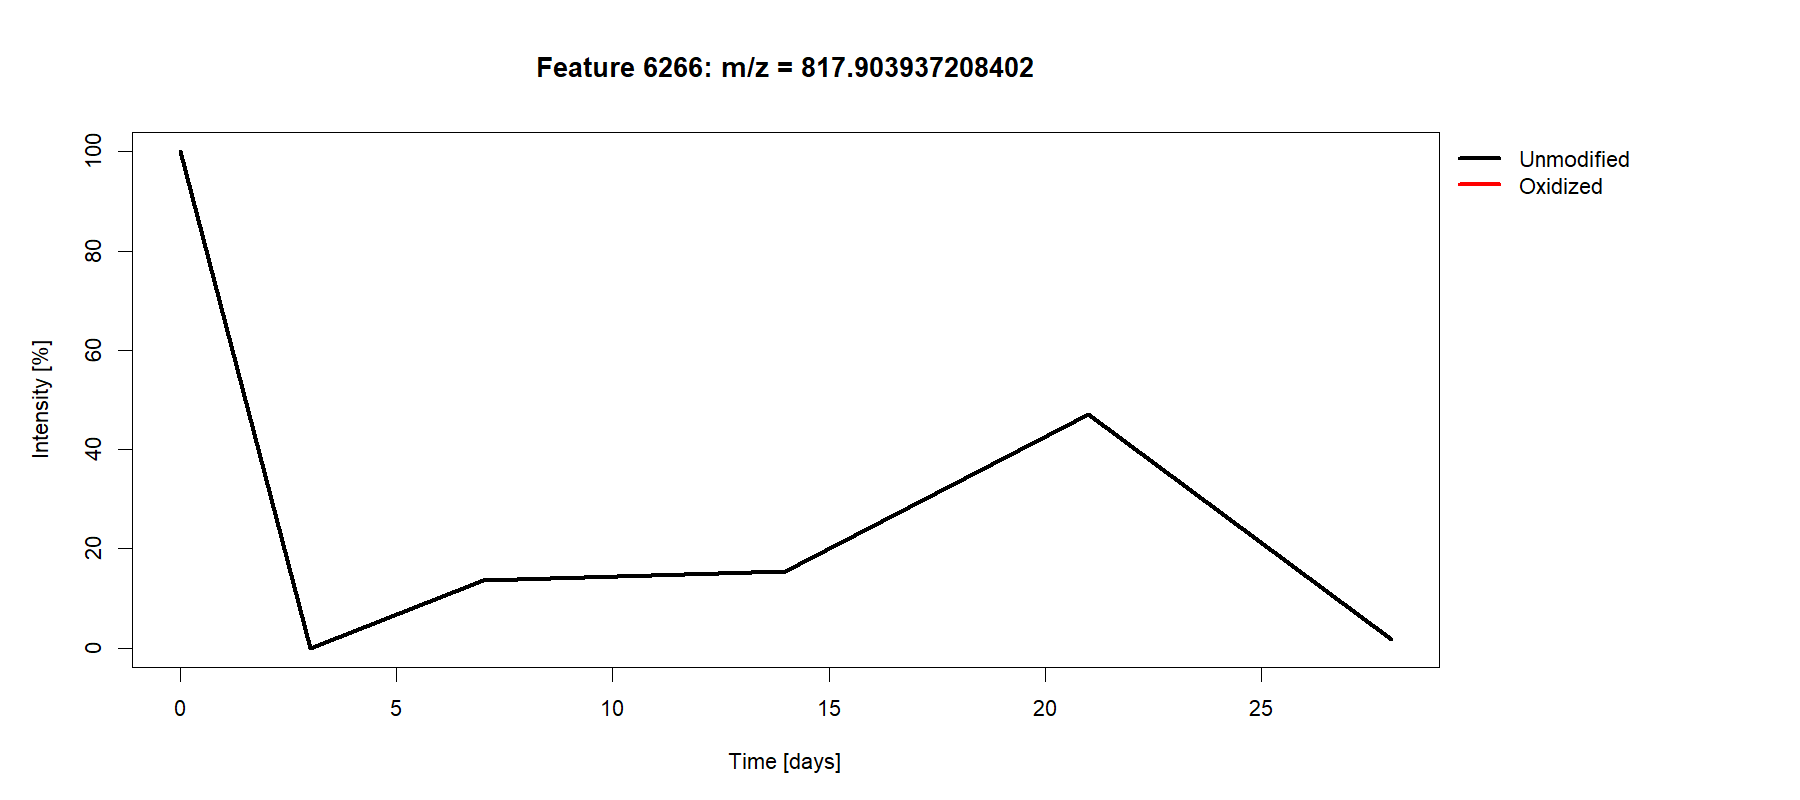 Feature 6266: m/z = 817.903937208402
Unmodified
Oxidized
Intensity [%]
100
80
60
40
20
0
0 5 10 15 20 25
Time [days]